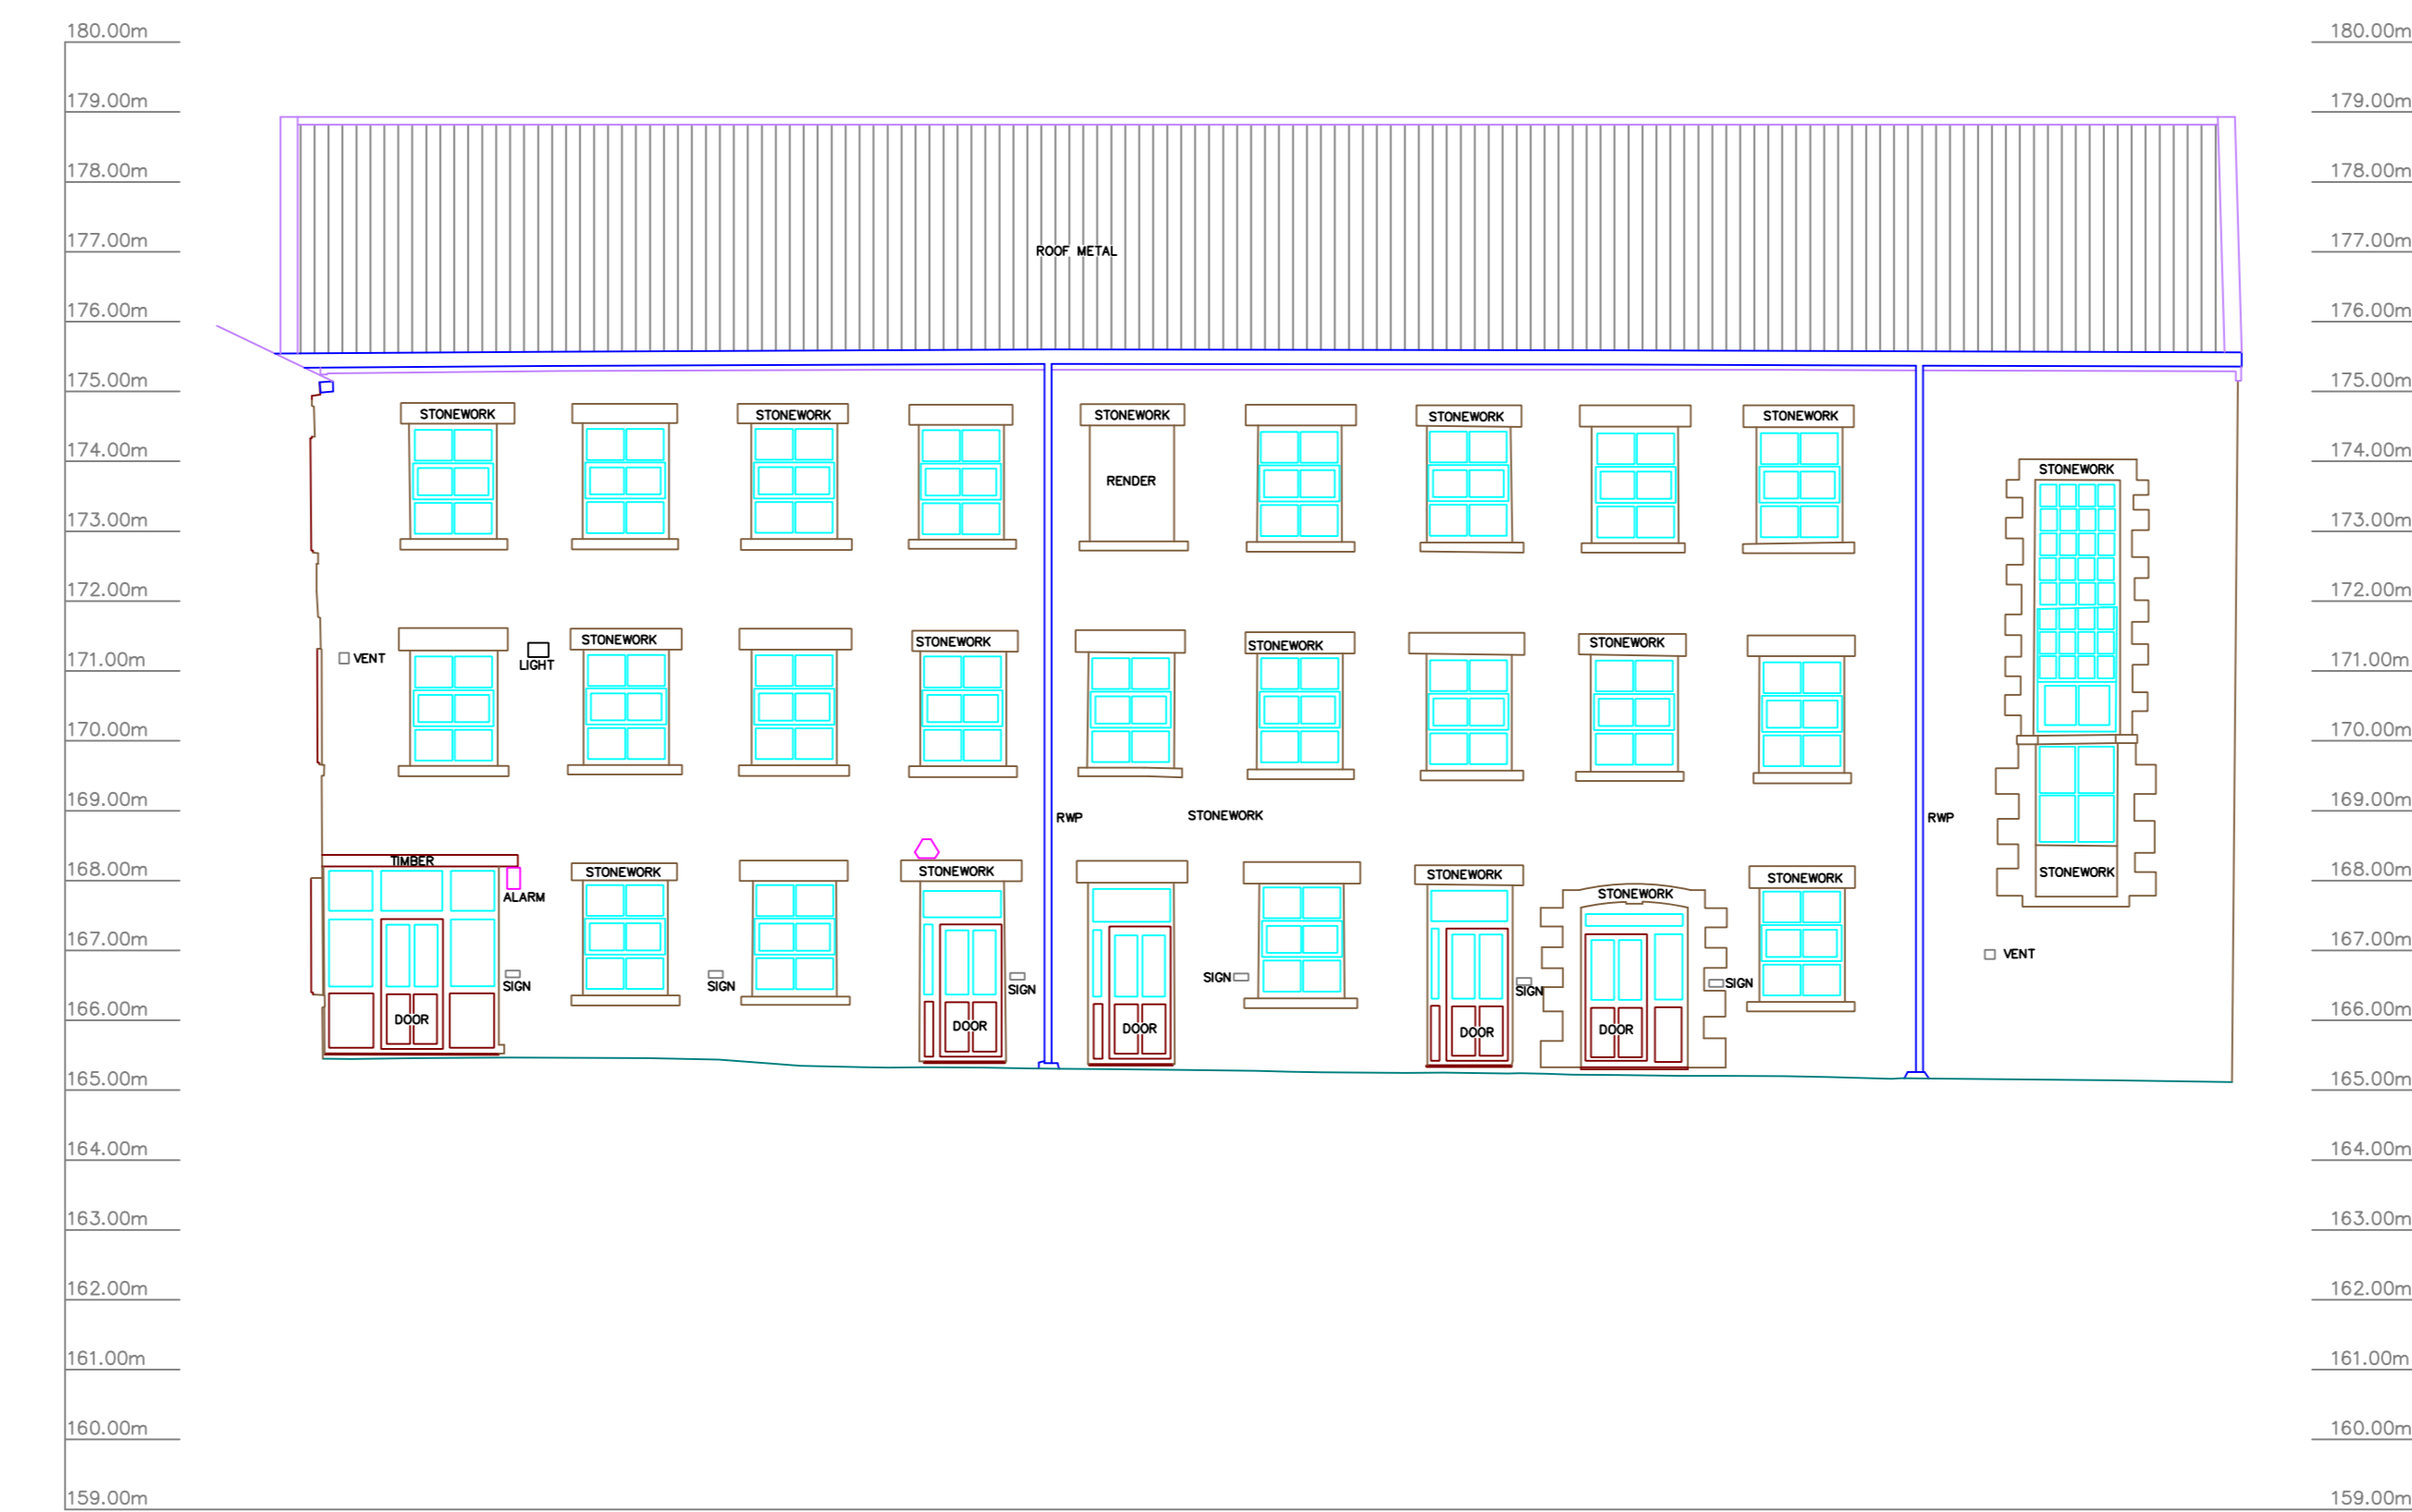 180.00m 180.00m
179.00m 179.00m
178.00m 178.00m
177.00m 177.00m
ROOF METAL
176.00m 176.00m
175.00m 175.00m
STONEWORK STONEWORK STONEWORK STONEWORK STONEWORK
174.00m 174.00m
STONEWORK
RENDER
173.00m 173.00m
172.00m 172.00m
STONEWORK STONEWORK STONEWORK STONEWORK
171.00m 171.00m
VENT
LIGHT
170.00m 170.00m
169.00m 169.00m
RWP STONEWORK RWP
TIMBER
168.00m 168.00m
STONEWORK STONEWORK STONEWORK STONEWORK STONEWORK
ALARM STONEWORK
167.00m 167.00m
VENT
SIGN SIGN SIGN SIGN SIGN SIGN
166.00m 166.00m
DOOR DOOR DOOR DOOR DOOR
165.00m 165.00m
164.00m 164.00m
163.00m 163.00m
162.00m 162.00m
161.00m 161.00m
160.00m 160.00m
159.00m 159.00m